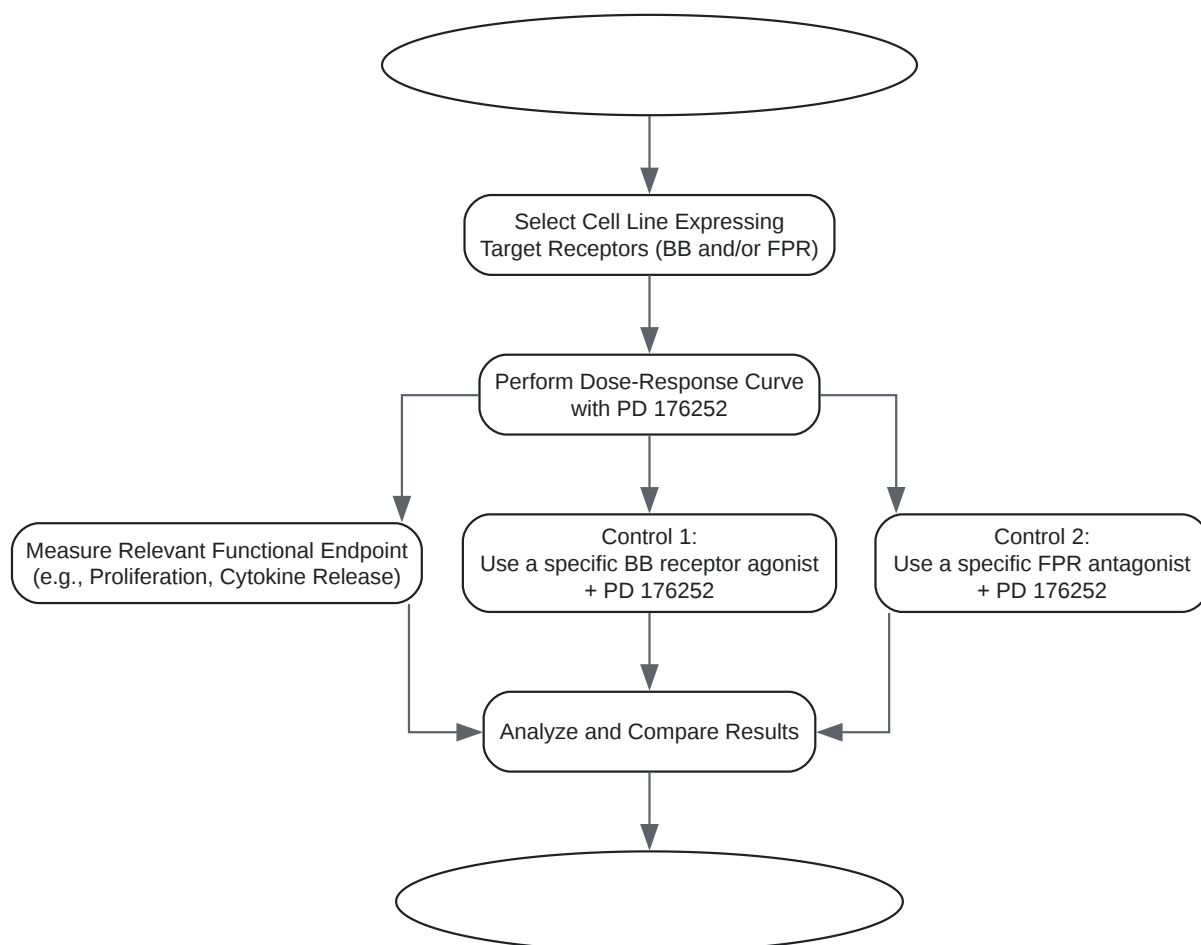 Select Cell Line Expressing
Target Receptors (BB and/or FPR)
Perform Dose-Response Curve
with PD 176252
Measure Relevant Functional Endpoint
(e.g., Proliferation, Cytokine Release)
Control 1:
Use a specific BB receptor agonist
+ PD 176252
Control 2:
Use a specific FPR antagonist
+ PD 176252
Analyze and Compare Results